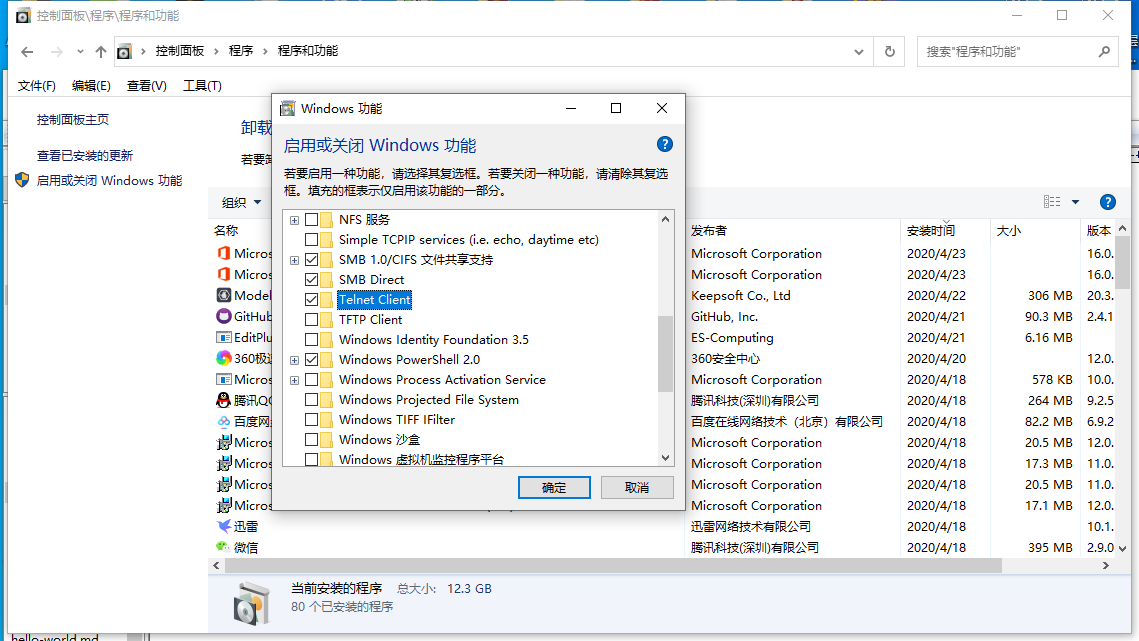 控制面板\程序\程序和功能
控制面板 › 程序 › 程序和功能
搜索"程序和功能"
文件(F) 编辑(E) 查看(V) 工具(T)
控制面板主页
查看已安装的更新
启用或关闭 Windows 功能
卸载
若要卸
组织
Windows 功能
启用或关闭 Windows 功能
若要启用一种功能，请选择其复选框。若要关闭一种功能，请清除其复选
框。填充的框表示仅启用该功能的一部分。
NFS 服务
Simple TCPIP services (i.e. echo, daytime etc)
SMB 1.0/CIFS 文件共享支持
SMB Direct
Telnet Client
TFTP Client
Windows Identity Foundation 3.5
Windows PowerShell 2.0
Windows Process Activation Service
Windows Projected File System
Windows TIFF IFilter
Windows 沙盒
Windows 虚拟机监控程序平台
确定 取消
名称 发布者 安装时间 大小 版本
Micros Microsoft Corporation 2020/4/23 16.0.
Micros Microsoft Corporation 2020/4/23 16.0.
Model Keepsoft Co., Ltd 2020/4/22 306 MB 20.3.
GitHub GitHub, Inc. 2020/4/21 90.3 MB 2.4.1
EditPlu ES-Computing 2020/4/21 6.16 MB
360极速 360安全中心 2020/4/20 12.0.
Micros Microsoft Corporation 2020/4/18 578 KB 10.0.
腾讯QQ 腾讯科技(深圳)有限公司 2020/4/18 264 MB 9.2.5
百度网 百度在线网络技术（北京）有限公司 2020/4/18 82.2 MB 6.9.2
Micros Microsoft Corporation 2020/4/18 20.5 MB 12.0.
Micros Microsoft Corporation 2020/4/18 17.3 MB 11.0.
Micros Microsoft Corporation 2020/4/18 20.5 MB 11.0.
Micros Microsoft Corporation 2020/4/18 17.1 MB 12.0.
迅雷 迅雷网络技术有限公司 2020/4/18 10.1.
微信 腾讯科技(深圳)有限公司 2020/4/18 395 MB 2.9.0
当前安装的程序 总大小: 12.3 GB
80 个已安装的程序
hello-world.md